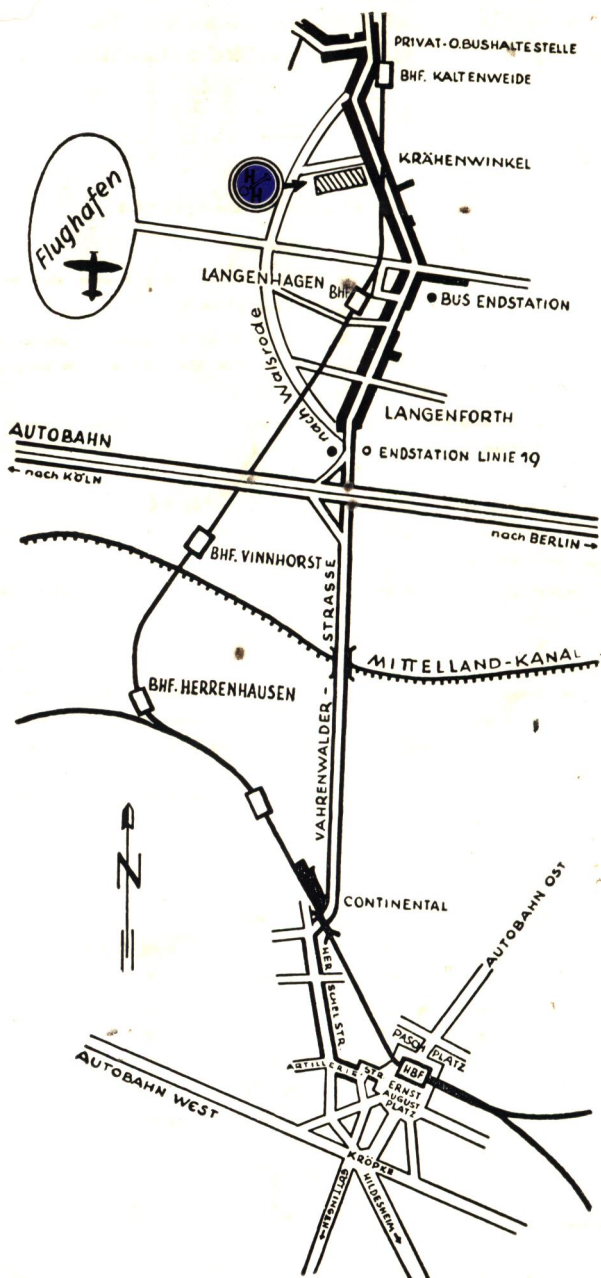 PRIVAT-O.BUSHALTESTELLE
BHF. KALTENWEIDE
KRÄHENWINKEL
H
H
Flughafen
LANGENHAGEN
BHF
BUS ENDSTATION
nach Walsrode
LANGENFORTH
AUTOBAHN
ENDSTATION LINIE 19
← nach KÖLN
nach BERLIN →
BHF. VINNHORST
VAHRENWALDER-STRASSE
MITTELLAND-KANAL
BHF. HERRENHAUSEN
N
CONTINENTAL
AUTOBAHN OST
HERSCHELSTR.
PASCH PLATZ
ARTILLERIE-STR
HBF
ERNST
AUGUST
PLATZ
AUTOBAHN WEST
KRÖPKE
HILDESHEIM